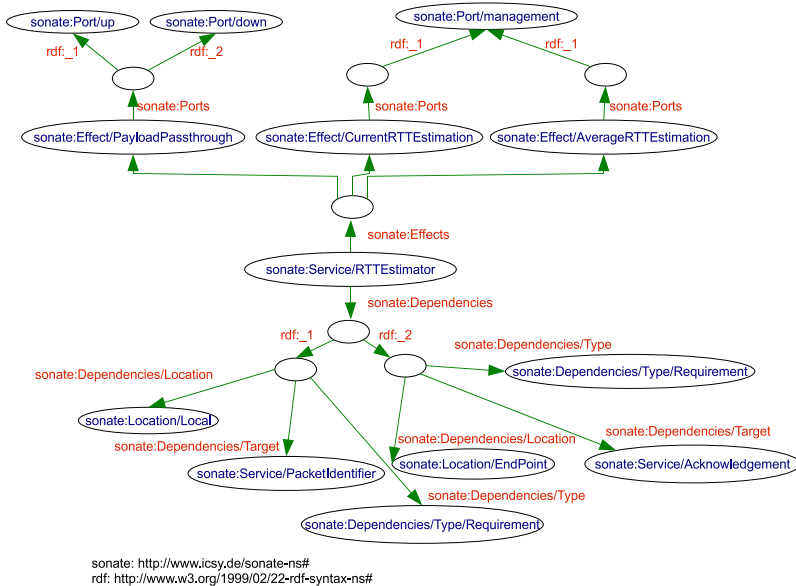 sonate:Port/up
sonate:Port/down
sonate:Port/management
rdf:_1
rdf:_2
rdf:_1
rdf:_1
sonate:Ports
sonate:Ports
sonate:Ports
sonate:Effect/PayloadPassthrough
sonate:Effect/CurrentRTTEstimation
sonate:Effect/AverageRTTEstimation
sonate:Effects
sonate:Service/RTTEstimator
sonate:Dependencies
rdf:_1
rdf:_2
sonate:Dependencies/Type
sonate:Dependencies/Location
sonate:Dependencies/Type/Requirement
sonate:Location/Local
sonate:Dependencies/Target
sonate:Dependencies/Location
sonate:Dependencies/Target
sonate:Service/PacketIdentifier
sonate:Location/EndPoint
sonate:Service/Acknowledgement
sonate:Dependencies/Type
sonate:Dependencies/Type/Requirement
sonate: http://www.icsy.de/sonate-ns#
rdf: http://www.w3.org/1999/02/22-rdf-syntax-ns#